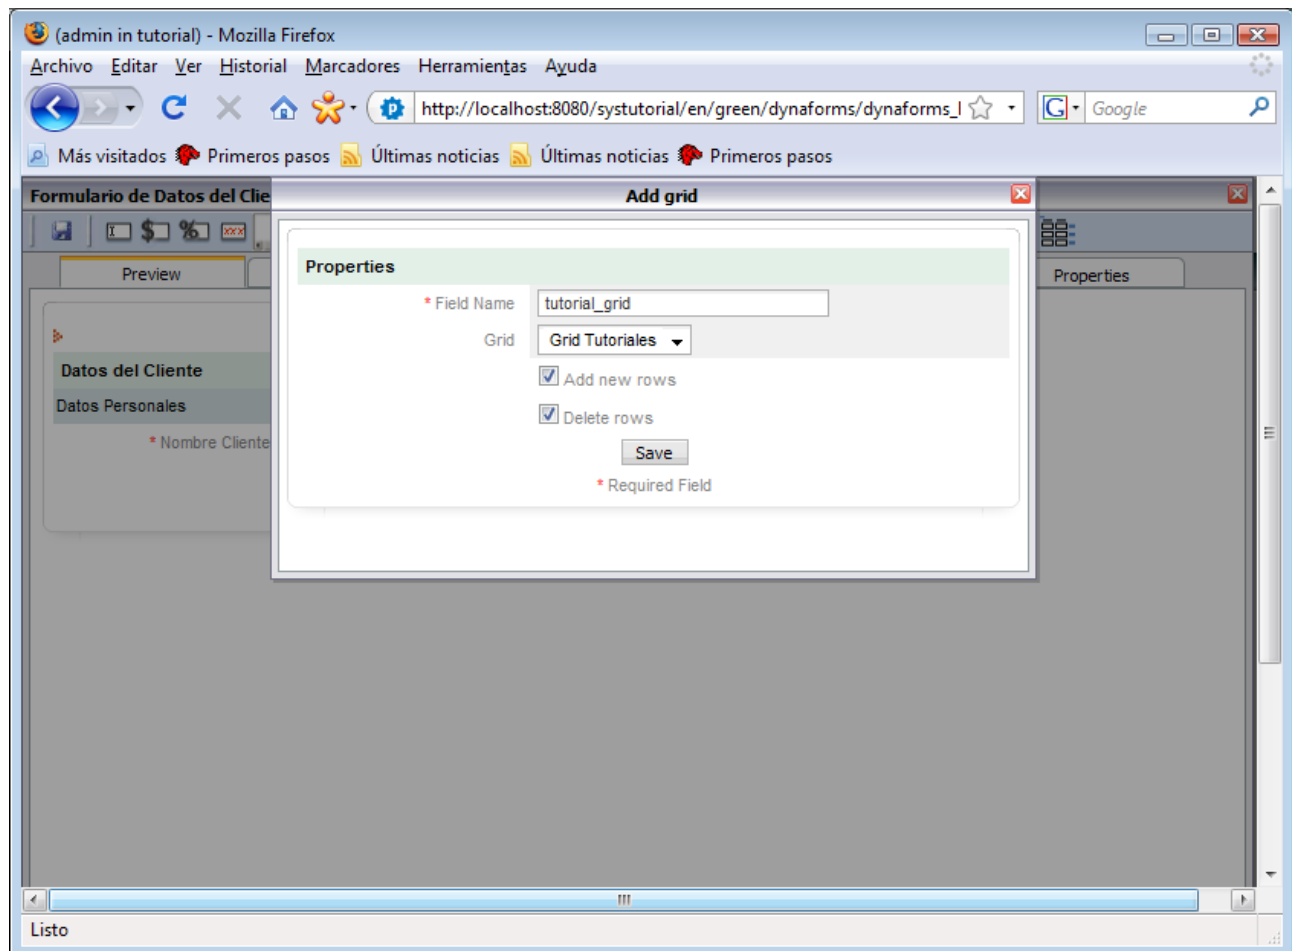 (admin in tutorial) - Mozilla Firefox
Archivo Editar Ver Historial Marcadores Herramientas Ayuda
http://localhost:8080/systutorial/en/green/dynaforms/dynaforms_l
G Google
Más visitados Primeros pasos Últimas noticias Últimas noticias Primeros pasos
Formulario de Datos del Clie
Add grid
Preview
Properties
Properties
* Field Name tutorial_grid
Grid Grid Tutoriales
Add new rows
Delete rows
Save
* Required Field
Datos del Cliente
Datos Personales
* Nombre Cliente
Listo